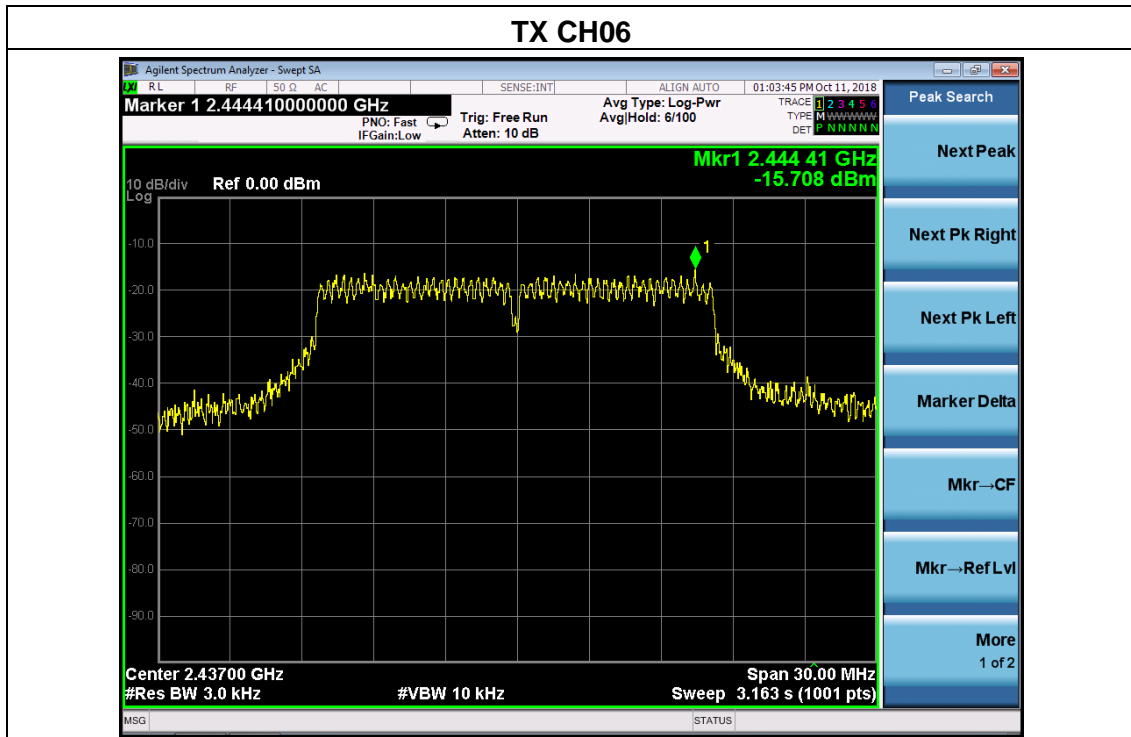 TX CH06
Agilent Spectrum Analyzer - Swept SA
LXI RL RF 50 Ω AC SENSE:INT ALIGN AUTO 01:03:45 PM Oct 11, 2018
Marker 1 2.444410000000 GHz
PNO: Fast
IFGain:Low
Trig: Free Run
Atten: 10 dB
Avg Type: Log-Pwr
Avg|Hold: 6/100
TRACE 1 2 3 4 5 6
TYPE M WWWWW
DET P N N N N N
Mkr1 2.444 41 GHz
-15.708 dBm
10 dB/div Ref 0.00 dBm
Log
1
-10.0
-20.0
-30.0
-40.0
-50.0
-60.0
-70.0
-80.0
-90.0
Center 2.43700 GHz Span 30.00 MHz
#Res BW 3.0 kHz #VBW 10 kHz Sweep 3.163 s (1001 pts)
MSG STATUS
Peak Search
Next Peak
Next Pk Right
Next Pk Left
Marker Delta
Mkr→CF
Mkr→Ref Lvl
More
1 of 2